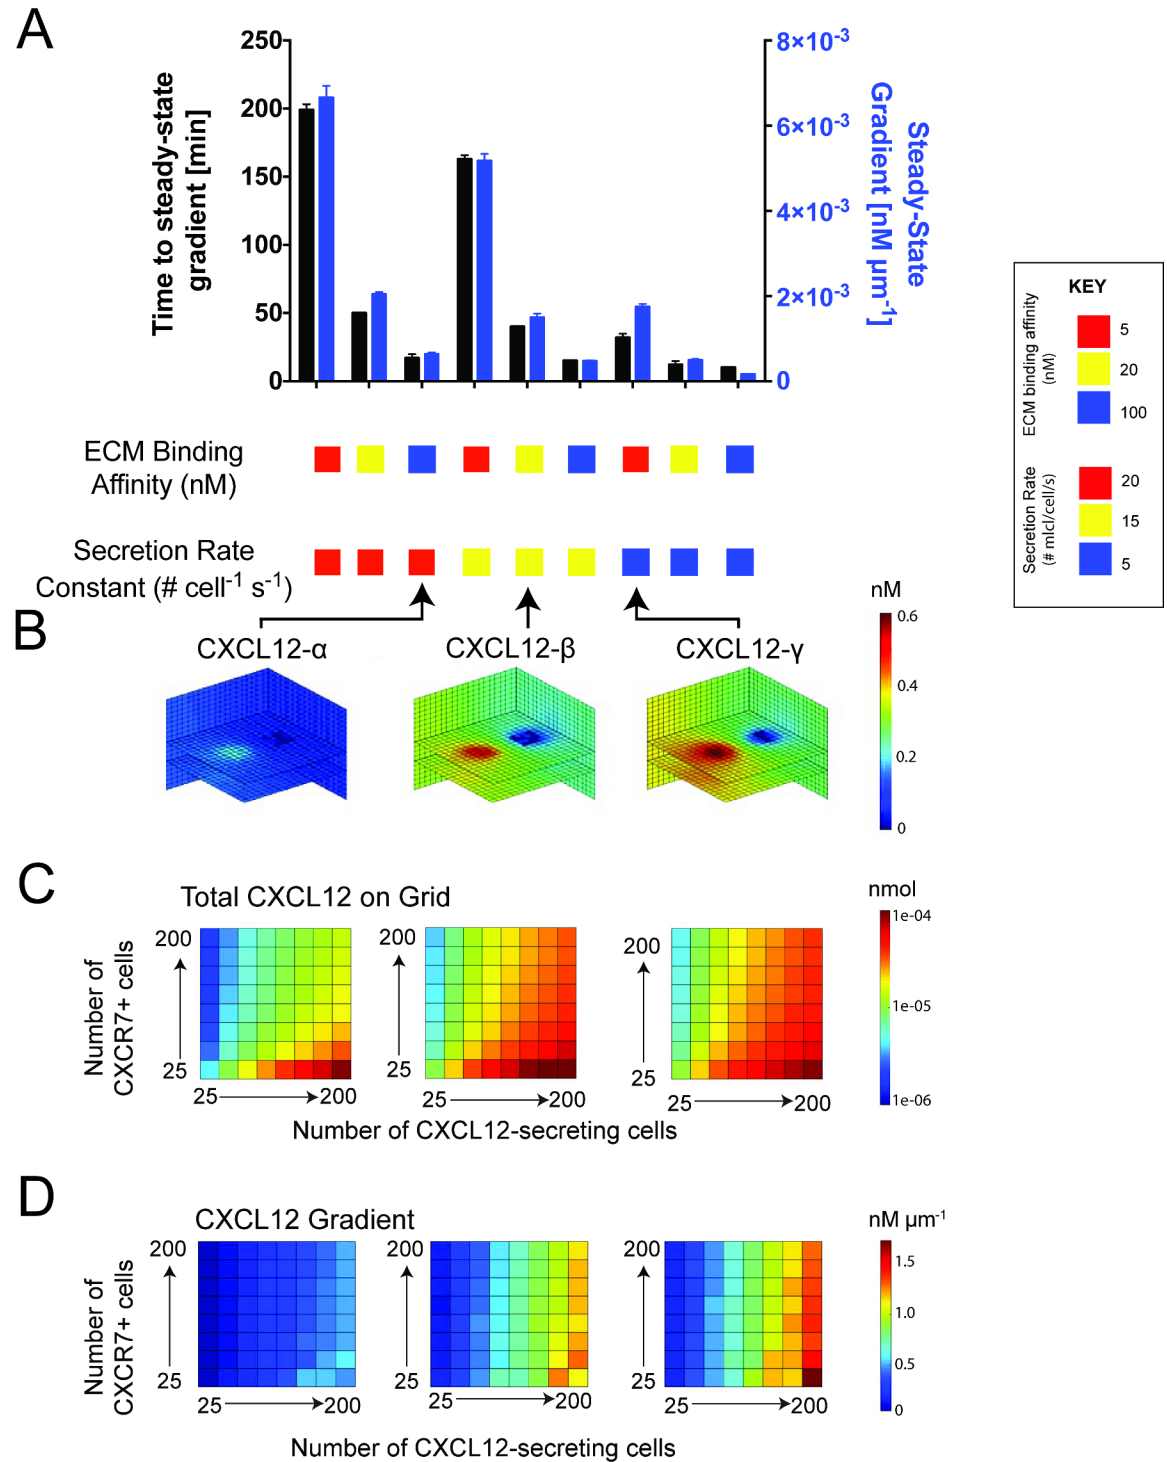 A
250
200
150
100
50
0
Time to steady-state
gradient [min]
8×10-3
6×10-3
4×10-3
2×10-3
0
Steady-State
Gradient [nM µm-1]
KEY
ECM binding affinity
(nM)
5
20
100
Secretion Rate
(# mlcl/cell/s)
20
15
5
ECM Binding
Affinity (nM)
Secretion Rate
Constant (# cell-1 s-1)
B
CXCL12-α
CXCL12-β
CXCL12-γ
nM
0.6
0.4
0.2
0
C
Total CXCL12 on Grid
Number of
CXCR7+ cells
200
25
25
200
200
25
25
200
200
25
25
200
Number of CXCL12-secreting cells
nmol
1e-04
1e-05
1e-06
D
CXCL12 Gradient
Number of
CXCR7+ cells
200
25
25
200
200
25
25
200
200
25
25
200
Number of CXCL12-secreting cells
nM µm-1
1.5
1.0
0.5
0